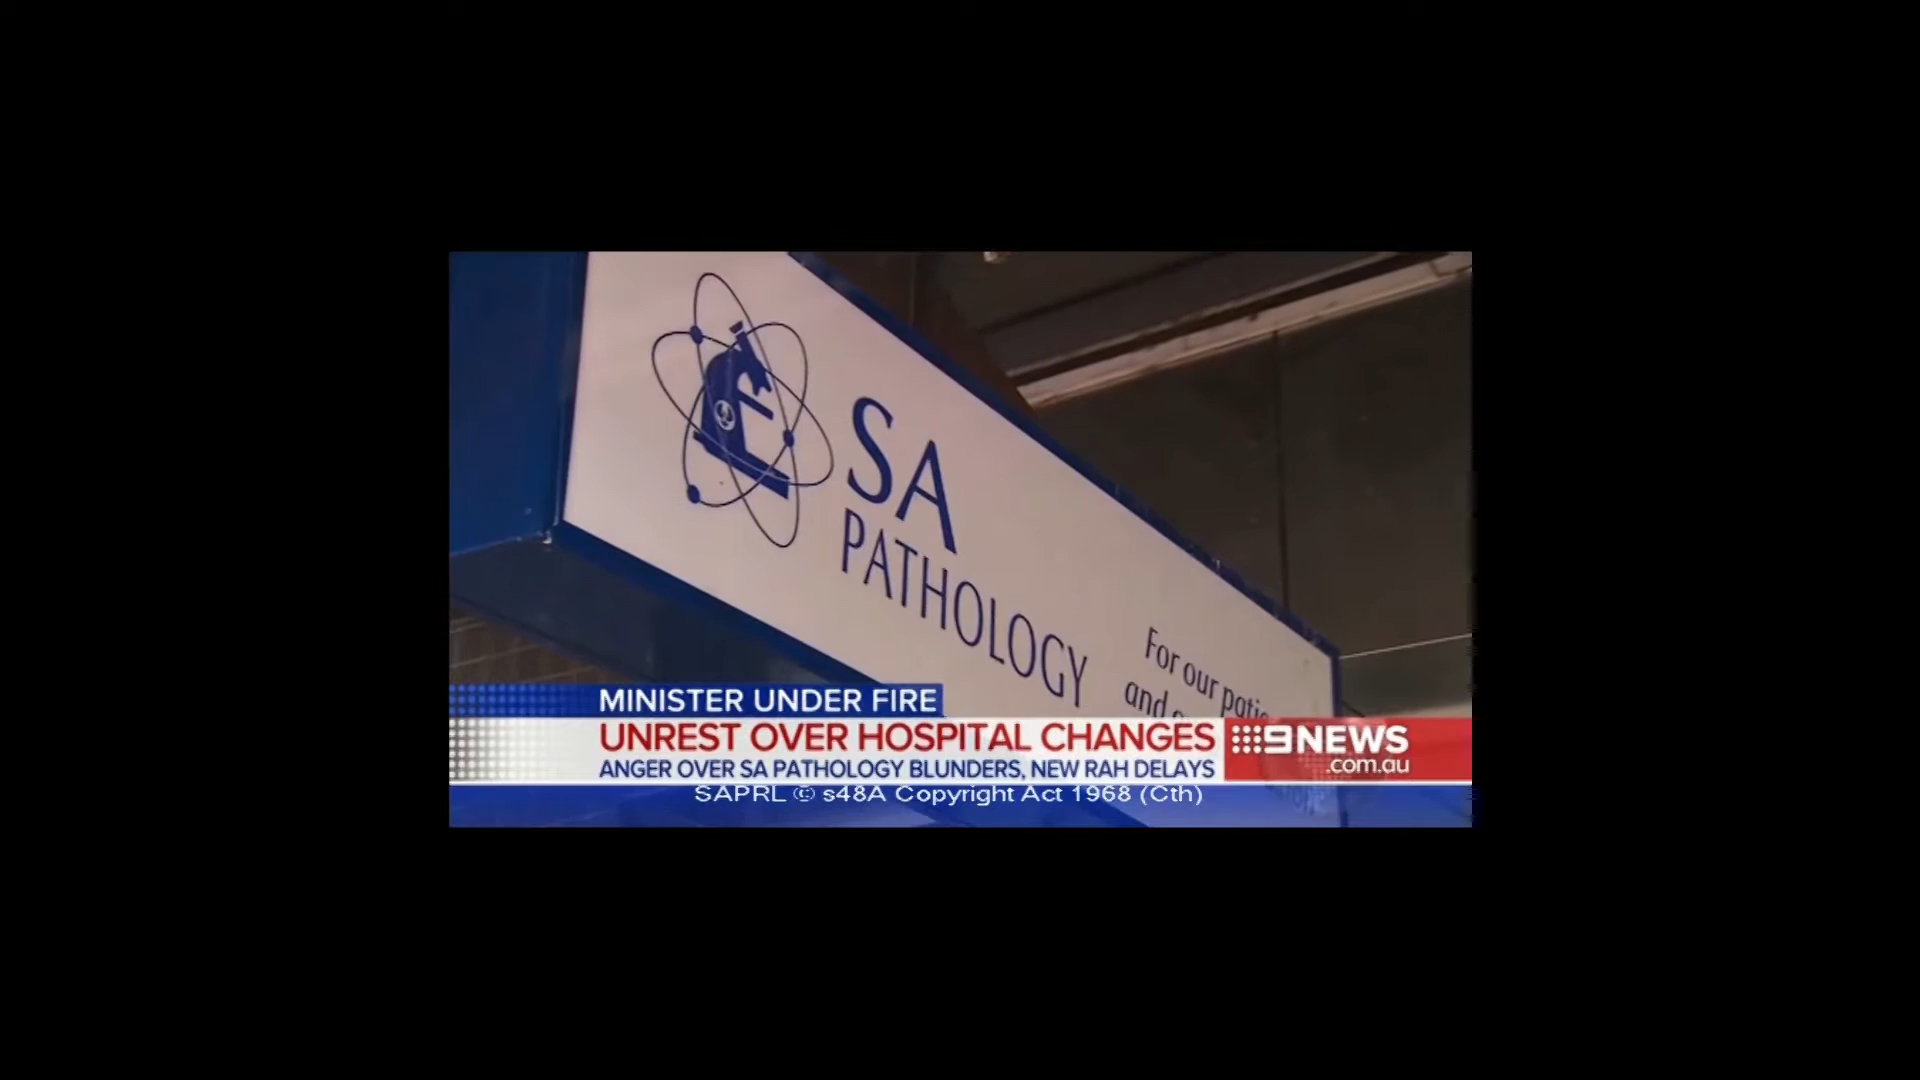 SA
PATHOLOGY
For our
and
MINISTER UNDER FIRE
UNREST OVER HOSPITAL CHANGES
ANGER OVER SA PATHOLOGY BLUNDERS, NEW RAH DELAYS
9NEWS
.com.au
SAPRL © s48A Copyright Act 1968 (Cth)